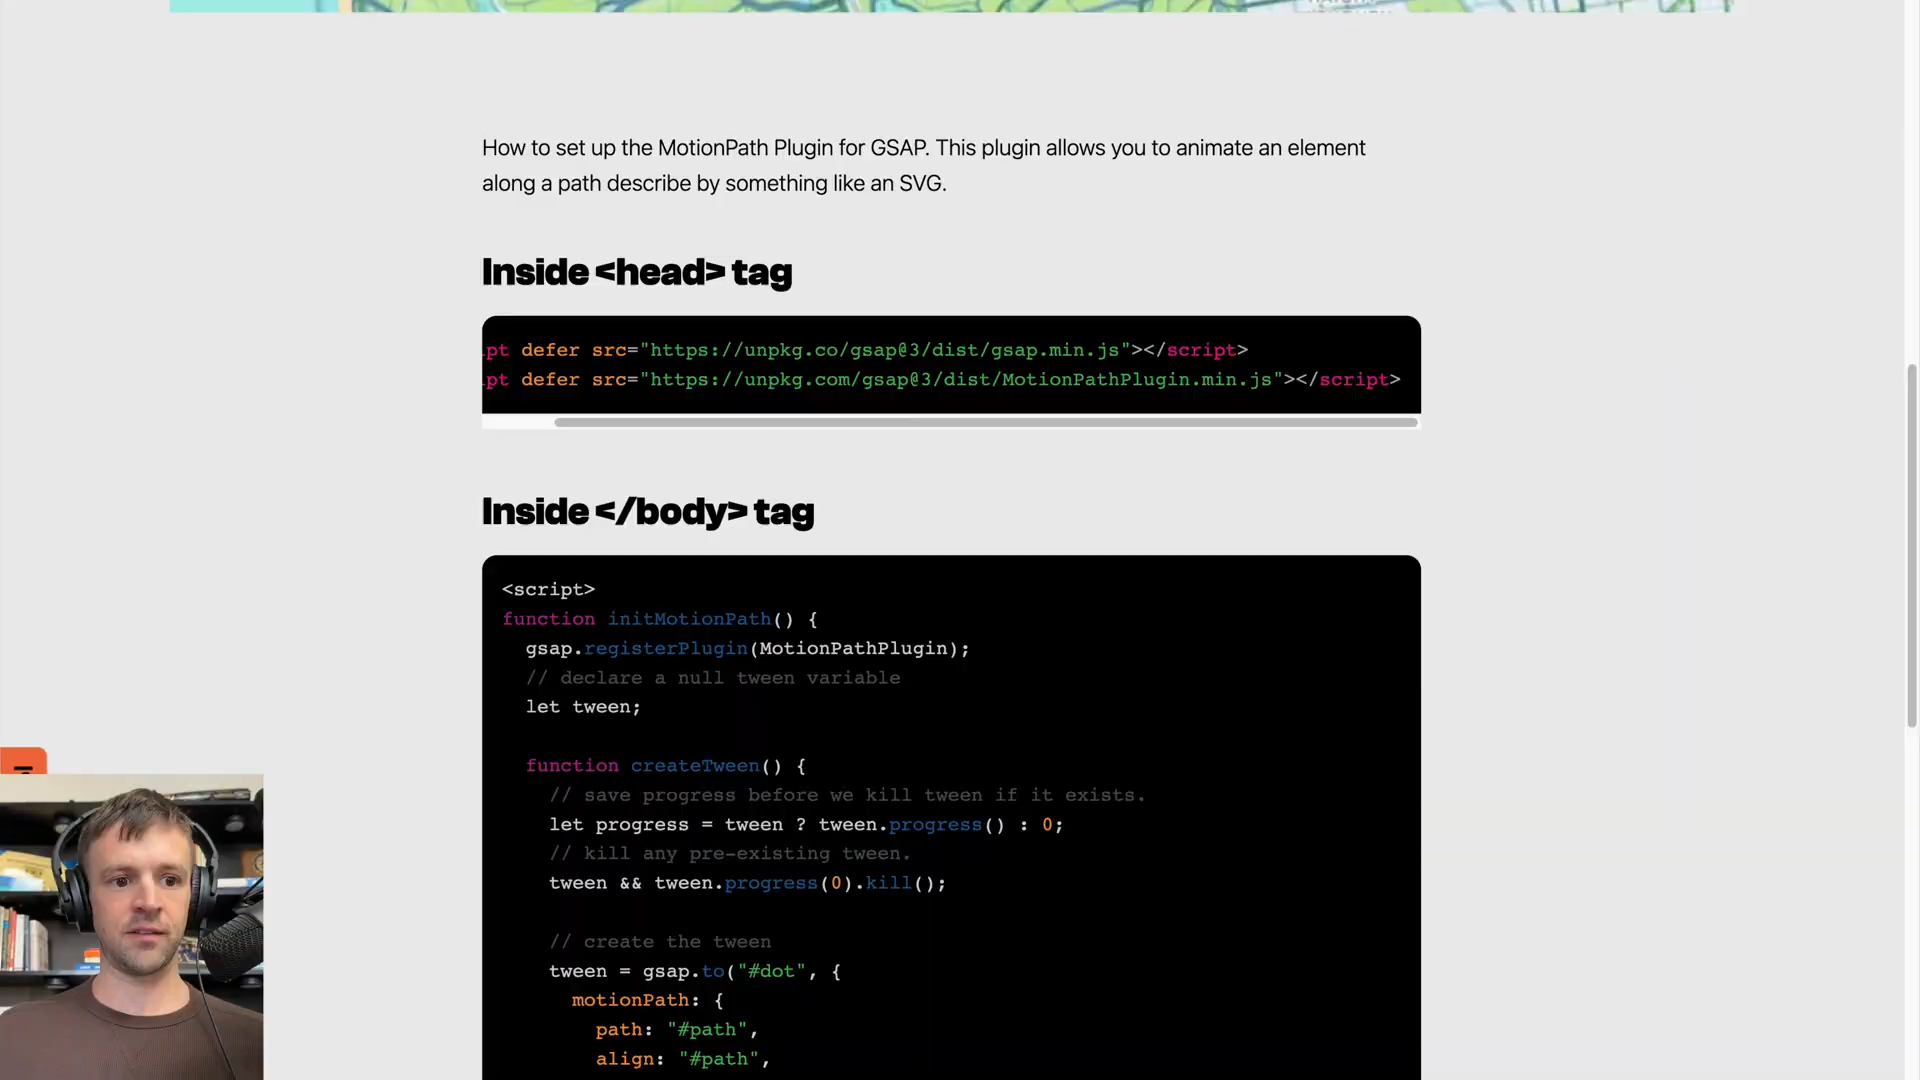 How to set up the MotionPath Plugin for GSAP. This plugin allows you to animate an element
along a path describe by something like an SVG.
Inside <head> tag
pt defer src="https://unpkg.co/gsap@3/dist/gsap.min.js"></script>
pt defer src="https://unpkg.com/gsap@3/dist/MotionPathPlugin.min.js"></script>
Inside </body> tag
<script>
function initMotionPath() {
gsap.registerPlugin(MotionPathPlugin);
// declare a null tween variable
let tween;
function createTween() {
// save progress before we kill tween if it exists.
let progress = tween ? tween.progress() : 0;
// kill any pre-existing tween.
tween && tween.progress(0).kill();
// create the tween
tween = gsap.to("#dot", {
motionPath: {
path: "#path",
align: "#path",